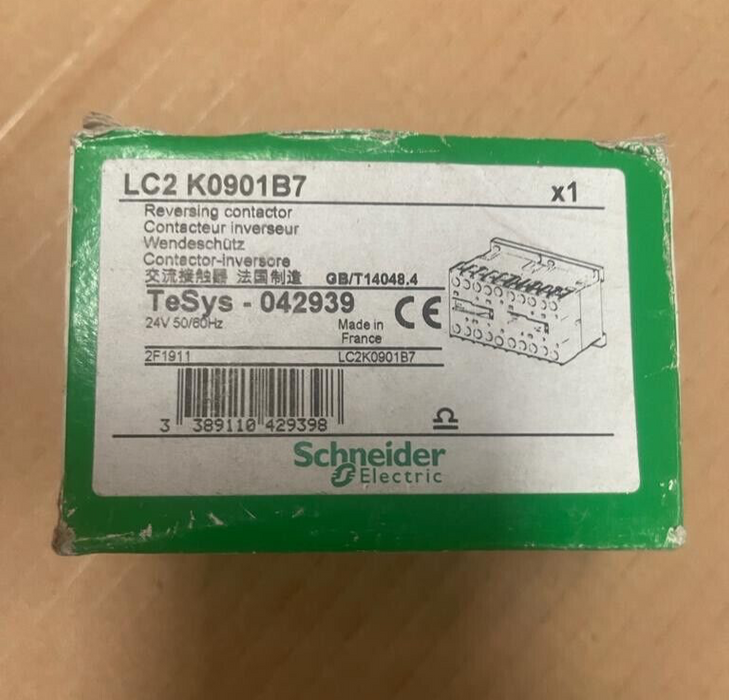 LC2 K0901B7
x1
Reversing contactor
Contacteur inverseur
Wendeschütz
Contactor-inversore
交流接触器 法国制造 GB/T14048.4
TeSys - 042939
CE
24V 50/60Hz
Made in
France
2F1911
LC2K0901B7
3 389110 429398
Schneider
Electric